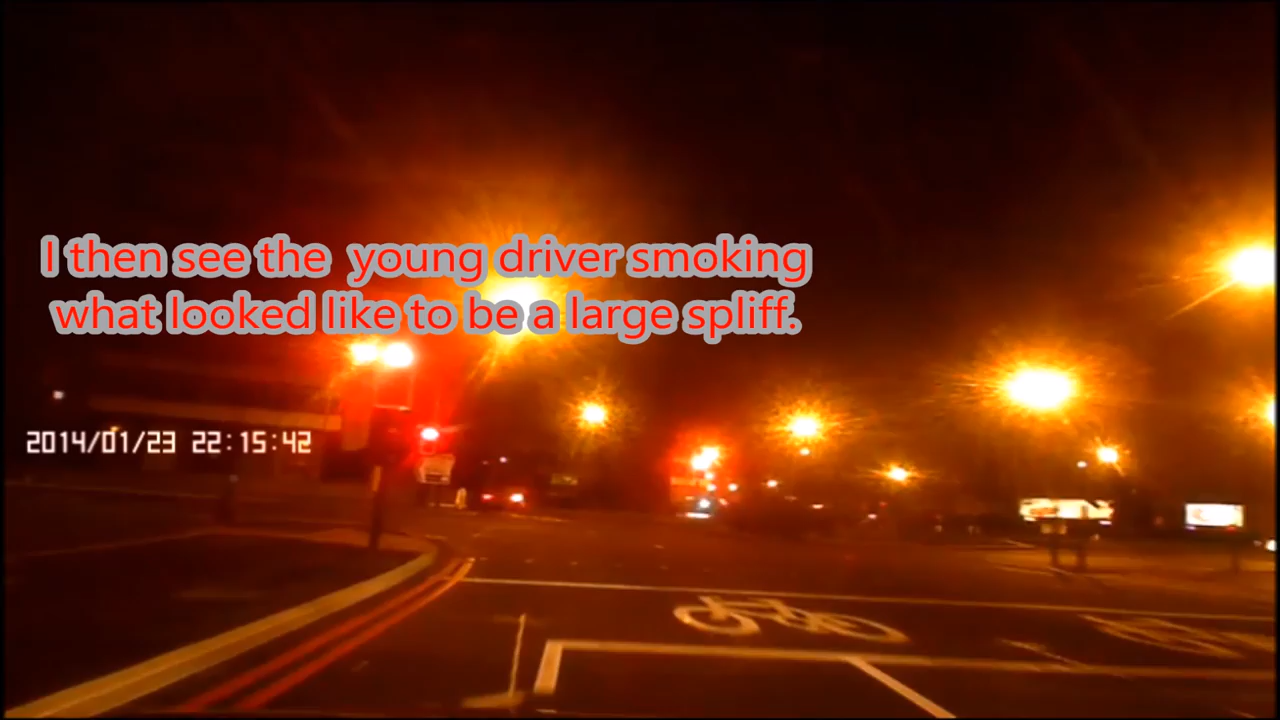 I then see the  young driver smoking
what looked like to be a large spliff.
2014/01/23 22:15:42